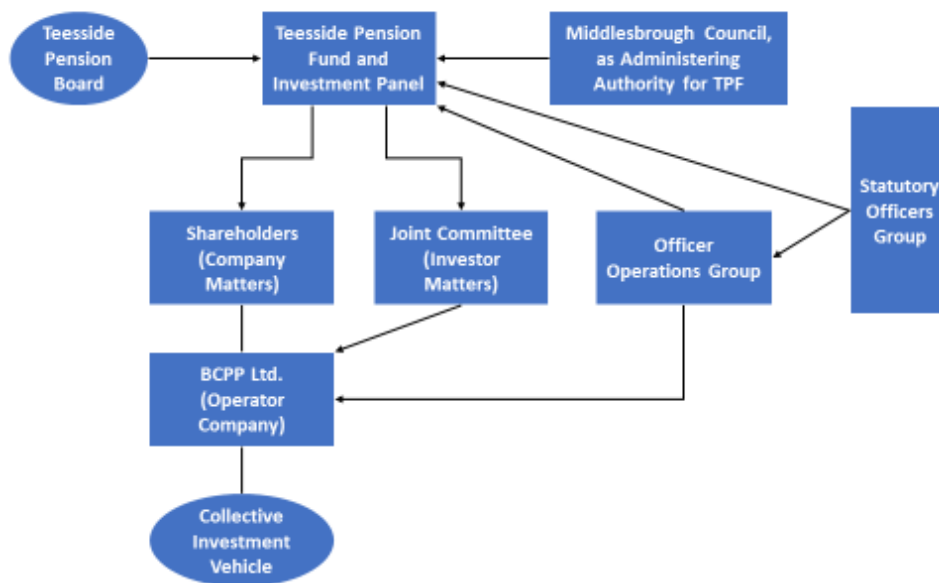 Teesside
Pension
Board
Teesside Pension
Fund and
Investment Panel
Middlesbrough Council,
as Administering
Authority for TPF
Statutory
Officers
Group
Shareholders
(Company
Matters)
Joint Committee
(Investor
Matters)
Officer
Operations Group
BCPP Ltd.
(Operator
Company)
Collective
Investment
Vehicle